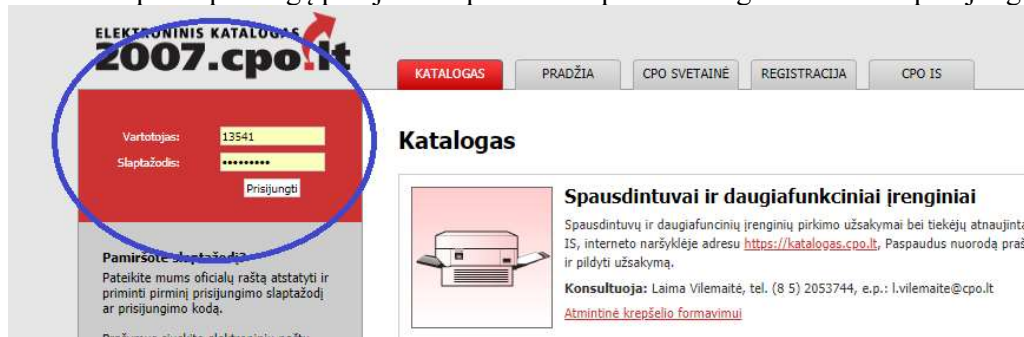 ELEKTRONINIS KATALOGAS
2007.cpo.lt
KATALOGAS
PRADŽIA
CPO SVETAINĖ
REGISTRACIJA
CPO IS
Vartotojas:
13541
Slaptažodis:
•••••••••
Prisijungti
Pamiršote slaptažodį?
Pateikite mums oficialų raštą atstatyti ir
priminti pirminį prisijungimo slaptažodį
ar prisijungimo kodą.
Katalogas
Spausdintuvai ir daugiafunkciniai įrenginiai
Spausdintuvų ir daugiafuncinių įrenginių pirkimo užsakymai bei tiekėjų
IS, interneto naršyklėje adresu https://katalogas.cpo.lt, Paspaudus nuorodą
ir pildyti užsakymą.
Konsultuoja: Laima Vilemaitė, tel. (8 5) 2053744, e.p.: l.vilemaite@cpo.lt
Atmintinė krepšelio formavimui